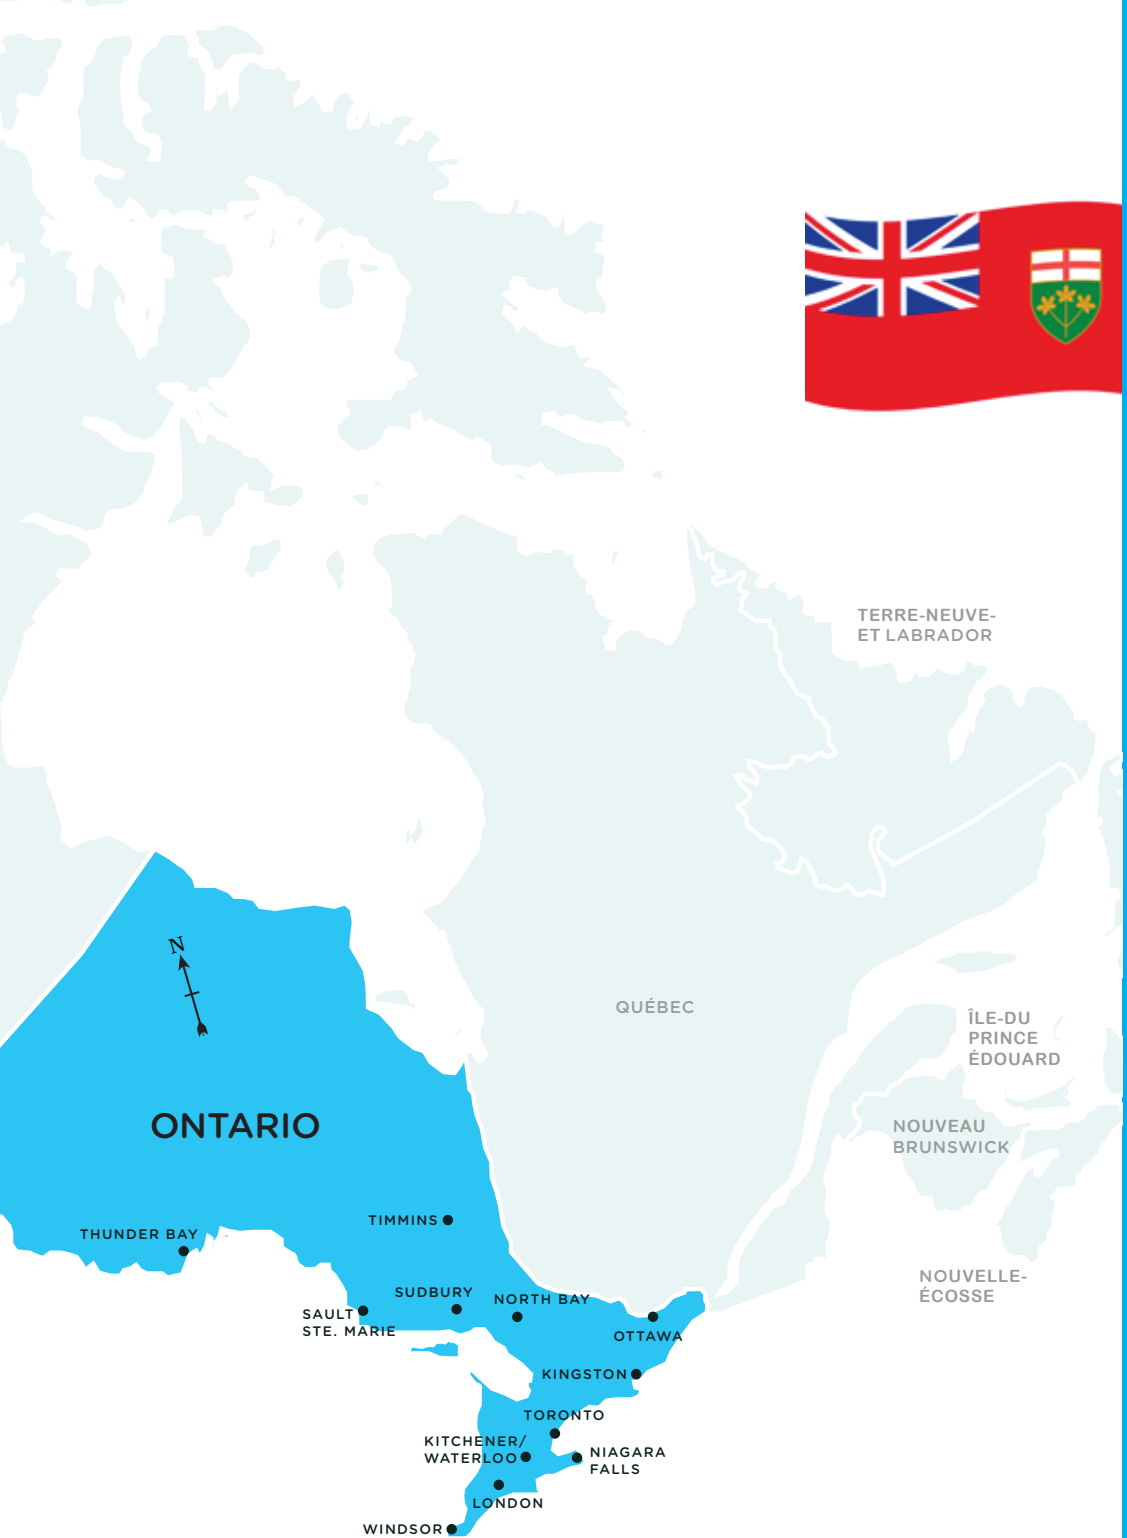 TERRE-NEUVE-
ET LABRADOR
N
QUÉBEC
ÎLE-DU
PRINCE
ÉDOUARD
ONTARIO
NOUVEAU
BRUNSWICK
TIMMINS
THUNDER BAY
NOUVELLE-
ÉCOSSE
SUDBURY
NORTH BAY
SAULT
STE. MARIE
OTTAWA
KINGSTON
TORONTO
KITCHENER/
WATERLOO
NIAGARA
FALLS
LONDON
WINDSOR